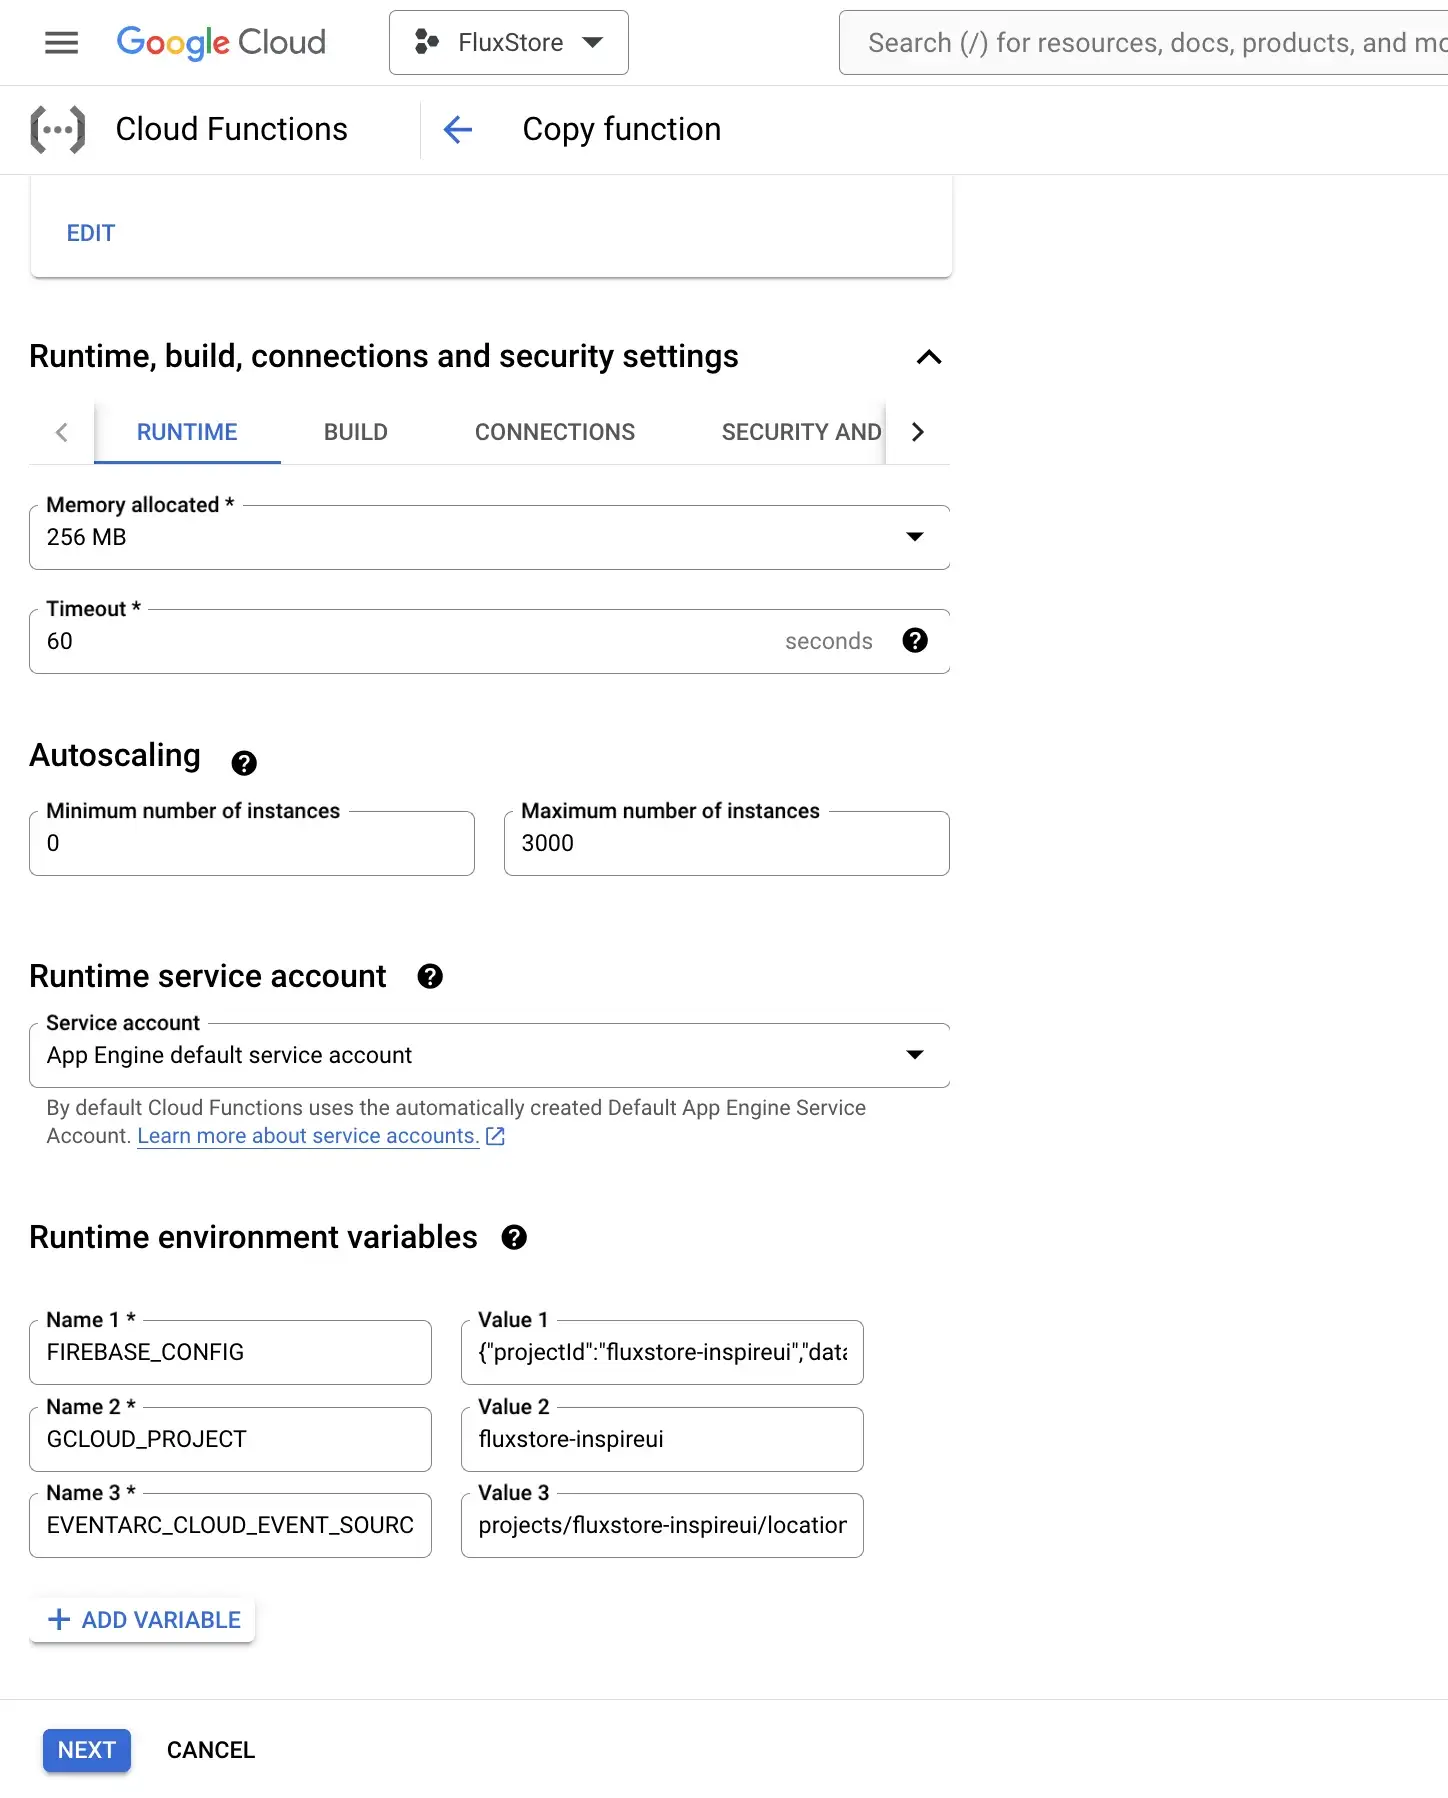 Google Cloud
FluxStore
Search (/) for resources, docs, products, and mo
Cloud Functions
Copy function
EDIT
Runtime, build, connections and security settings
RUNTIME BUILD CONNECTIONS SECURITY AND
Memory allocated *
256 MB
Timeout *
60 seconds
Autoscaling
Minimum number of instances
0
Maximum number of instances
3000
Runtime service account
Service account
App Engine default service account
By default Cloud Functions uses the automatically created Default App Engine Service
Account. Learn more about service accounts.
Runtime environment variables
Name 1 *
FIREBASE_CONFIG
Value 1
{"projectId":"fluxstore-inspireui","data
Name 2 *
GCLOUD_PROJECT
Value 2
fluxstore-inspireui
Name 3 *
EVENTARC_CLOUD_EVENT_SOURC
Value 3
projects/fluxstore-inspireui/location
ADD VARIABLE
NEXT CANCEL